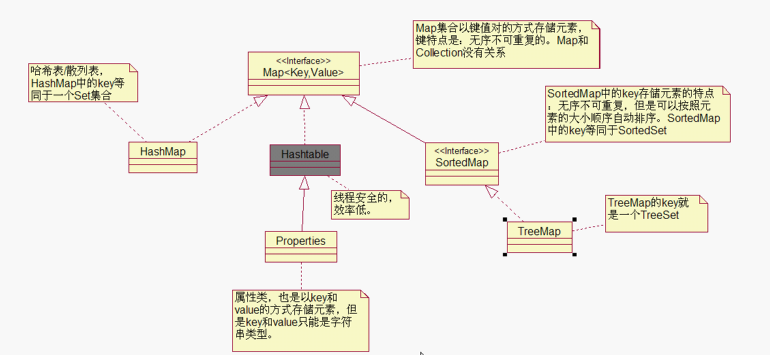 Map集合以键值对的方式存储元素,
键特点是:无序不可重复的。Map和
Collection没有关系
<<Interface>>
Map<Key,Value>
哈希表/散列表,
HashMap中的key等
同于一个Set集合
SortedMap中的key存储元素的特点
:无序不可重复,但是可以按照元
素的大小顺序自动排序。SortedMap
中的key等同于SortedSet
HashMap
Hashtable
<<Interface>>
SortedMap
线程安全的,
效率低。
TreeMap的key就
是一个TreeSet
Properties
TreeMap
属性类,也是以key和
value的方式存储元素,但
是key和value只能是字符
串类型。